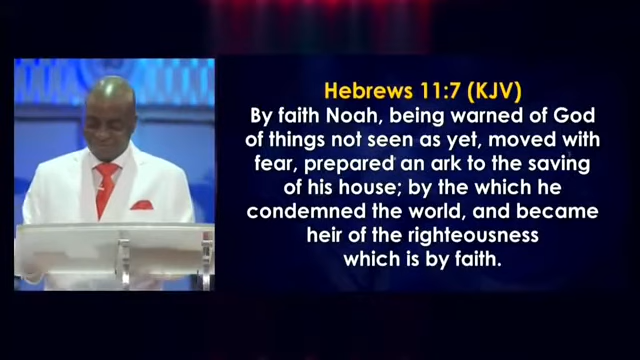 Hebrews 11:7 (KJV)
By faith Noah, being warned of God
of things not seen as yet, moved with
fear, prepared an ark to the saving
of his house; by the which he
condemned the world, and became
heir of the righteousness
which is by faith.